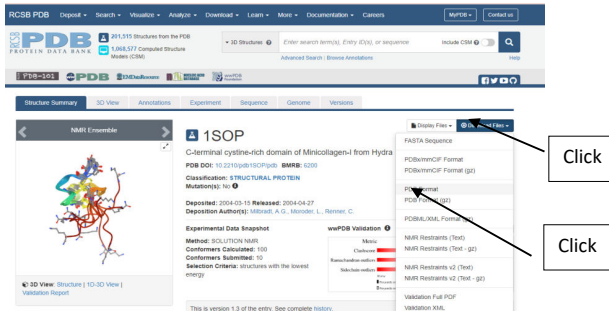 RCSB PDB Deposit Search Visualize Analyze Download Learn More Documentation Careers MyPDB Contact us
PDB
PROTEIN DATA BANK
201,515 Structures from the PDB
1,068,577 Computed Structure Models (CSM)
3D Structures Enter search term(s), Entry ID(s), or sequence Include CSM
Advanced Search | Browse Annotations Help
PDB-101 PDB EMDataResource
Structure Summary 3D View Annotations Experiment Sequence Genome Versions
Display Files Download Files
NMR Ensemble
1SOP
C-terminal cystine-rich domain of Minicollagen-I from Hydra
PDB DOI: 10.2210/pdb1SOP/pdb BMRB: 6200
Classification: STRUCTURAL PROTEIN
Mutation(s): No
Deposited: 2004-03-15 Released: 2004-04-27
Deposition Author(s): Milbradt, A.G., Moroder, L., Renner, C.
Experimental Data Snapshot
Method: SOLUTION NMR
Conformers Calculated: 100
Conformers Submitted: 10
Selection Criteria: structures with the lowest energy
wwPDB Validation
Metric
Clashscore
Ramachandran outliers
Sidechain outliers
3D View: Structure | 1D-3D View |
Validation Report
This is version 1.3 of the entry. See complete history.
FASTA Sequence
PDBx/mmCIF Format
PDBx/mmCIF Format (gz)
PDB Format
PDB Format (gz)
PDBML/XML Format (gz)
NMR Restraints (Text)
NMR Restraints (Text - gz)
NMR Restraints v2 (Text)
NMR Restraints v2 (Text - gz)
Validation Full PDF
Validation XML
Click
Click